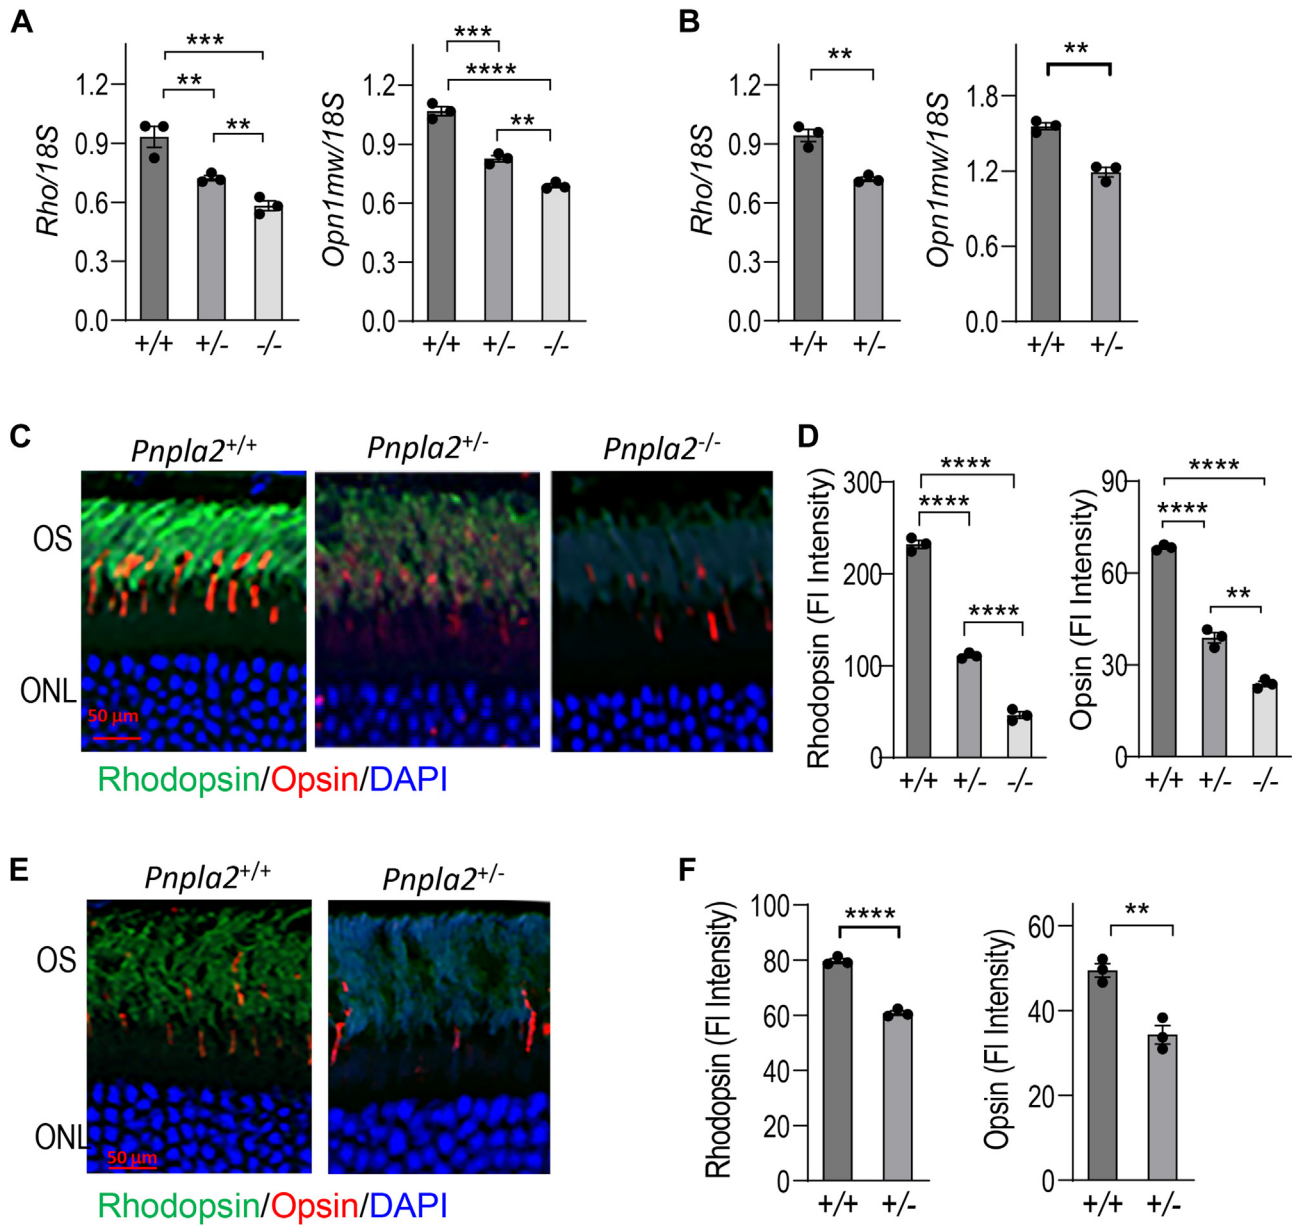 A
Rho/18S
1.2
0.9
0.6
0.3
0.0
***
**
**
+/+ +/- -/-
Opn1mw/18S
1.2
0.9
0.6
0.3
0.0
***
****
**
+/+ +/- -/-
B
Rho/18S
1.2
0.9
0.6
0.3
0.0
**
+/+ +/-
Opn1mw/18S
1.8
1.2
0.6
0.0
**
+/+ +/-
C
Pnpla2+/+ Pnpla2+/- Pnpla2-/-
OS
ONL
50 µm
Rhodopsin/Opsin/DAPI
D
Rhodopsin (FI Intensity)
300
200
100
0
****
****
****
+/+ +/- -/-
Opsin (FI Intensity)
90
60
30
0
****
****
**
+/+ +/- -/-
E
Pnpla2+/+ Pnpla2+/-
OS
ONL
50 µm
Rhodopsin/Opsin/DAPI
F
Rhodopsin (FI Intensity)
100
80
60
40
20
0
****
+/+ +/-
Opsin (FI Intensity)
60
40
20
0
**
+/+ +/-